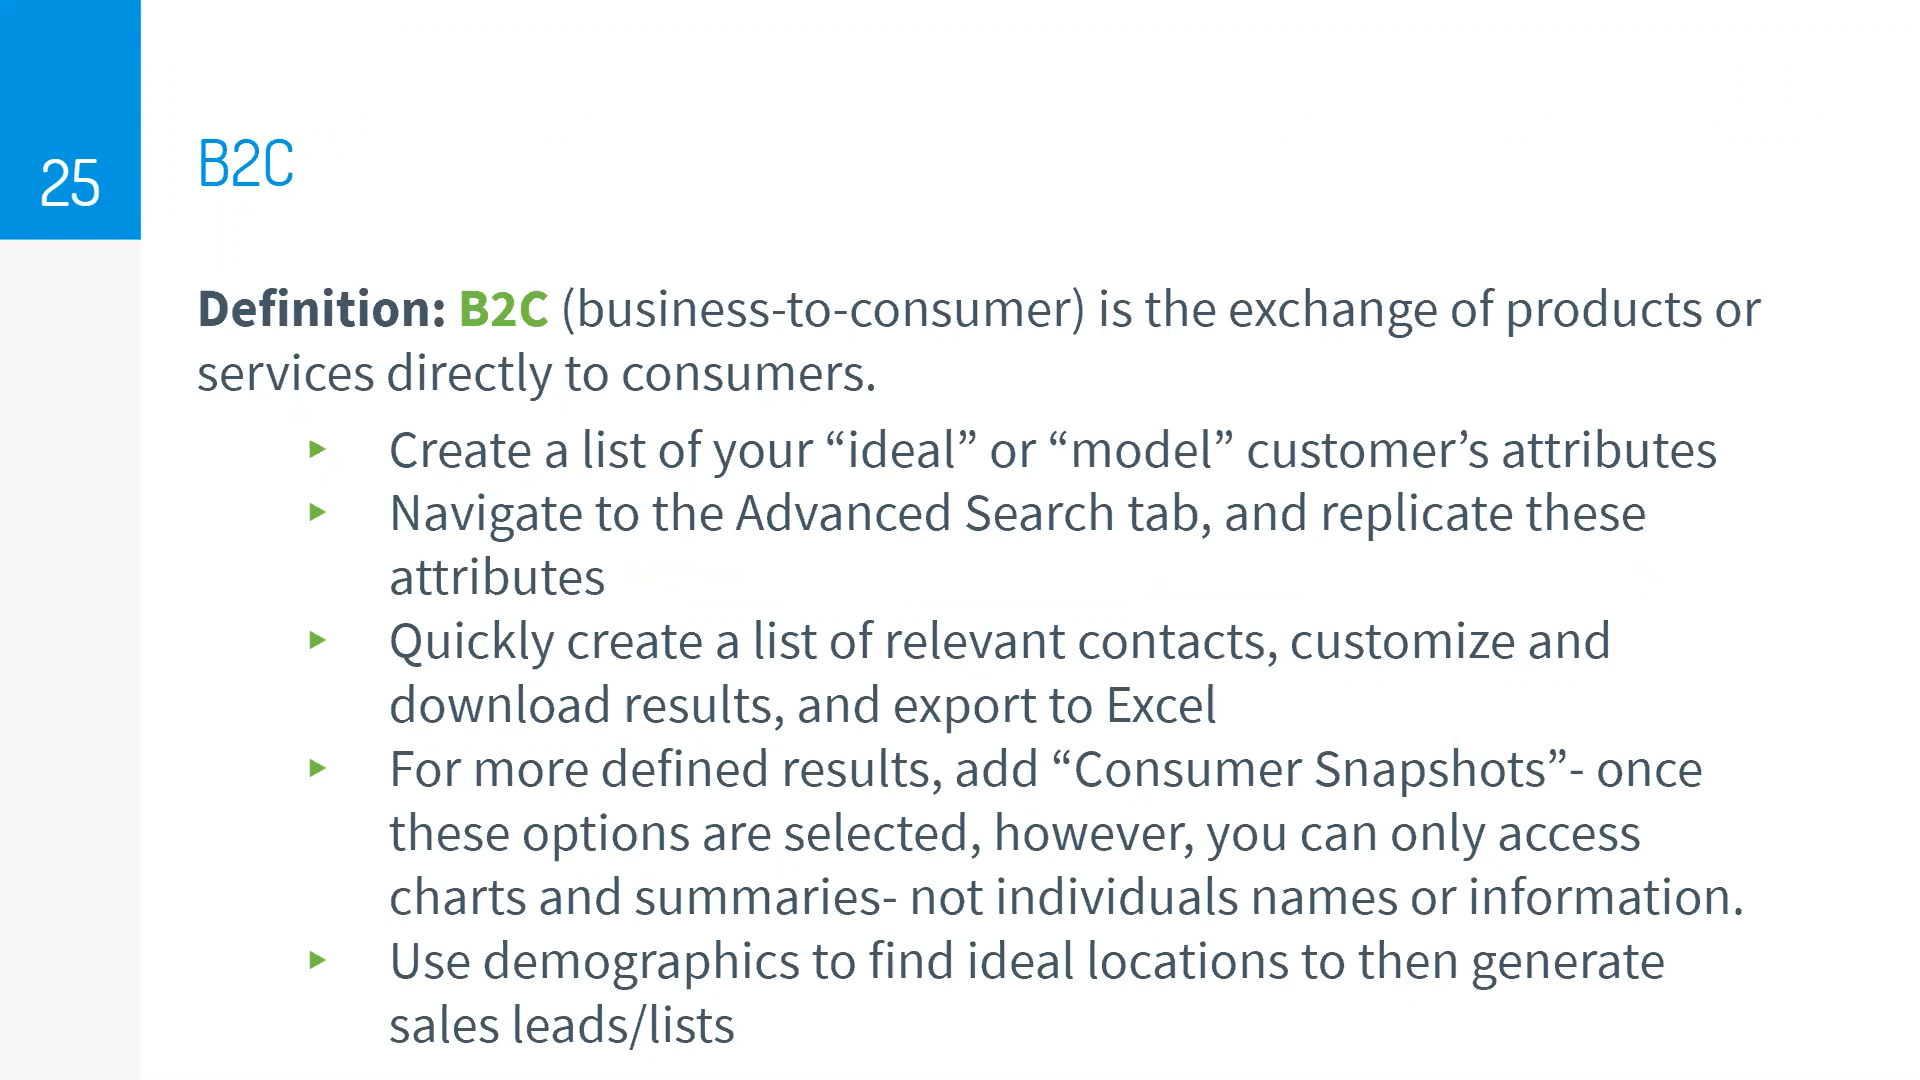 25
B2C
Definition: B2C (business-to-consumer) is the exchange of products or
services directly to consumers.
▸ Create a list of your “ideal” or “model” customer’s attributes
▸ Navigate to the Advanced Search tab, and replicate these
attributes
▸ Quickly create a list of relevant contacts, customize and
download results, and export to Excel
▸ For more defined results, add “Consumer Snapshots”- once
these options are selected, however, you can only access
charts and summaries- not individuals names or information.
▸ Use demographics to find ideal locations to then generate
sales leads/lists